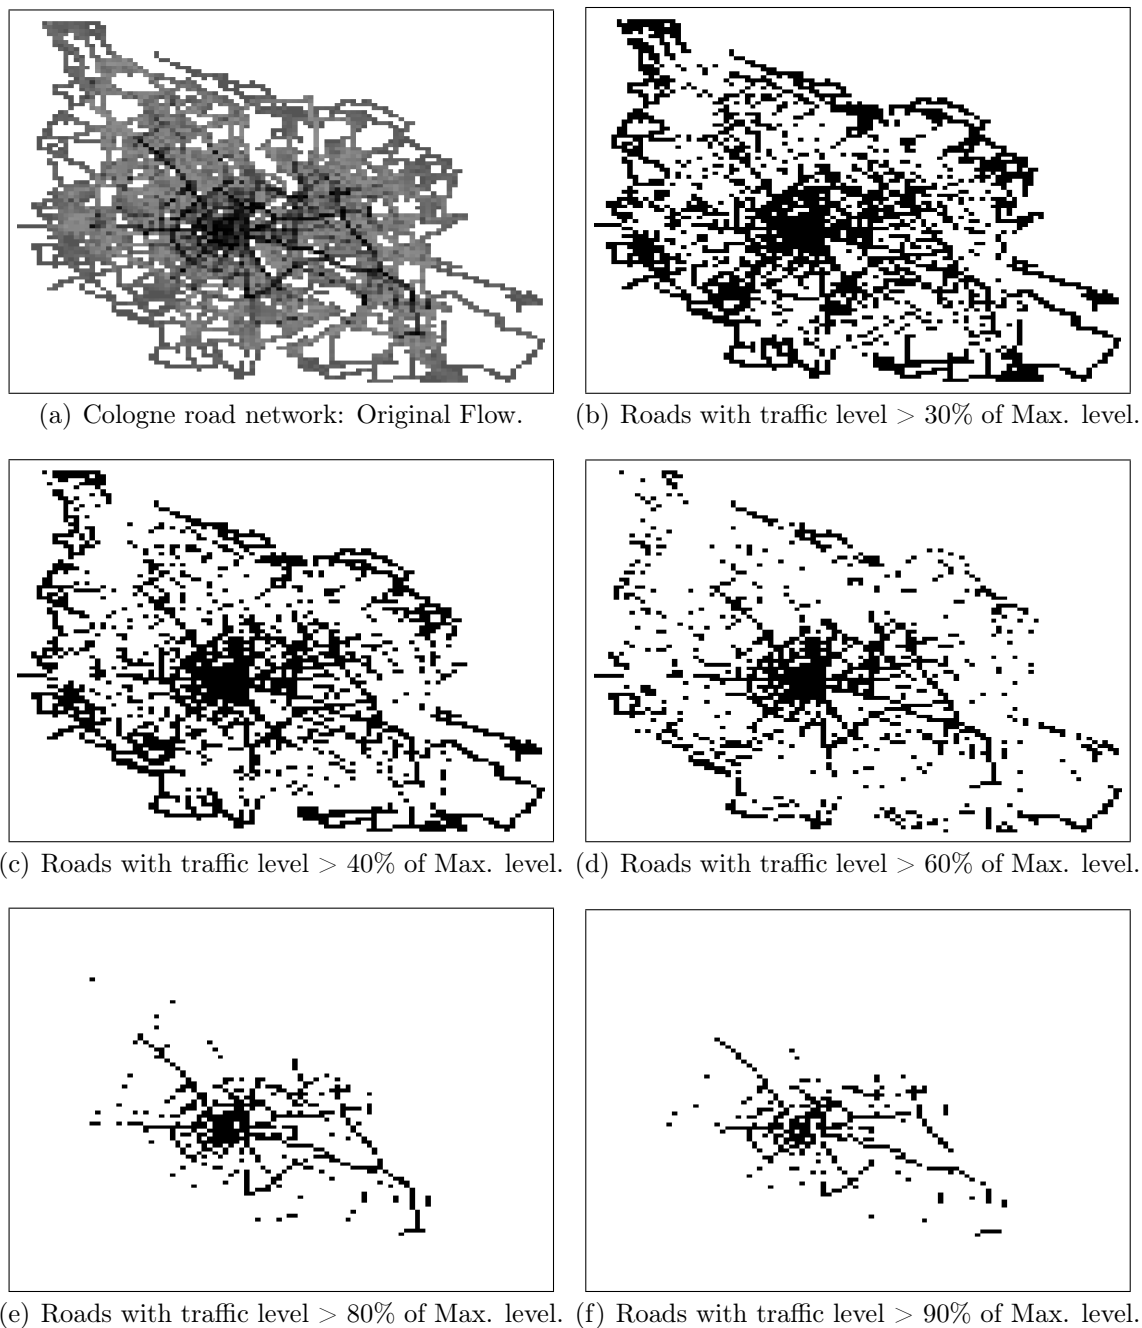 (a) Cologne road network: Original Flow.
(b) Roads with traffic level > 30% of Max. level.
(c) Roads with traffic level > 40% of Max. level.
(d) Roads with traffic level > 60% of Max. level.
(e) Roads with traffic level > 80% of Max. level.
(f) Roads with traffic level > 90% of Max. level.